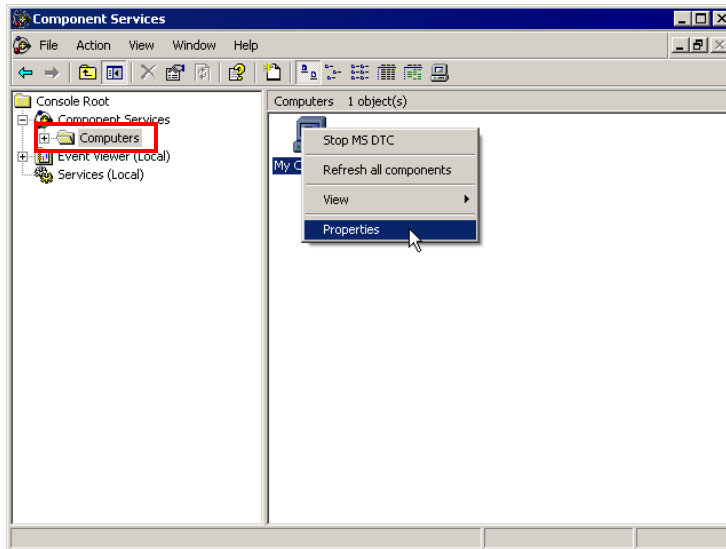 Component Services
File Action View Window Help
Console Root
Component Services
Computers
Event Viewer (Local)
Services (Local)
Computers 1 object(s)
My C
Stop MS DTC
Refresh all components
View
Properties